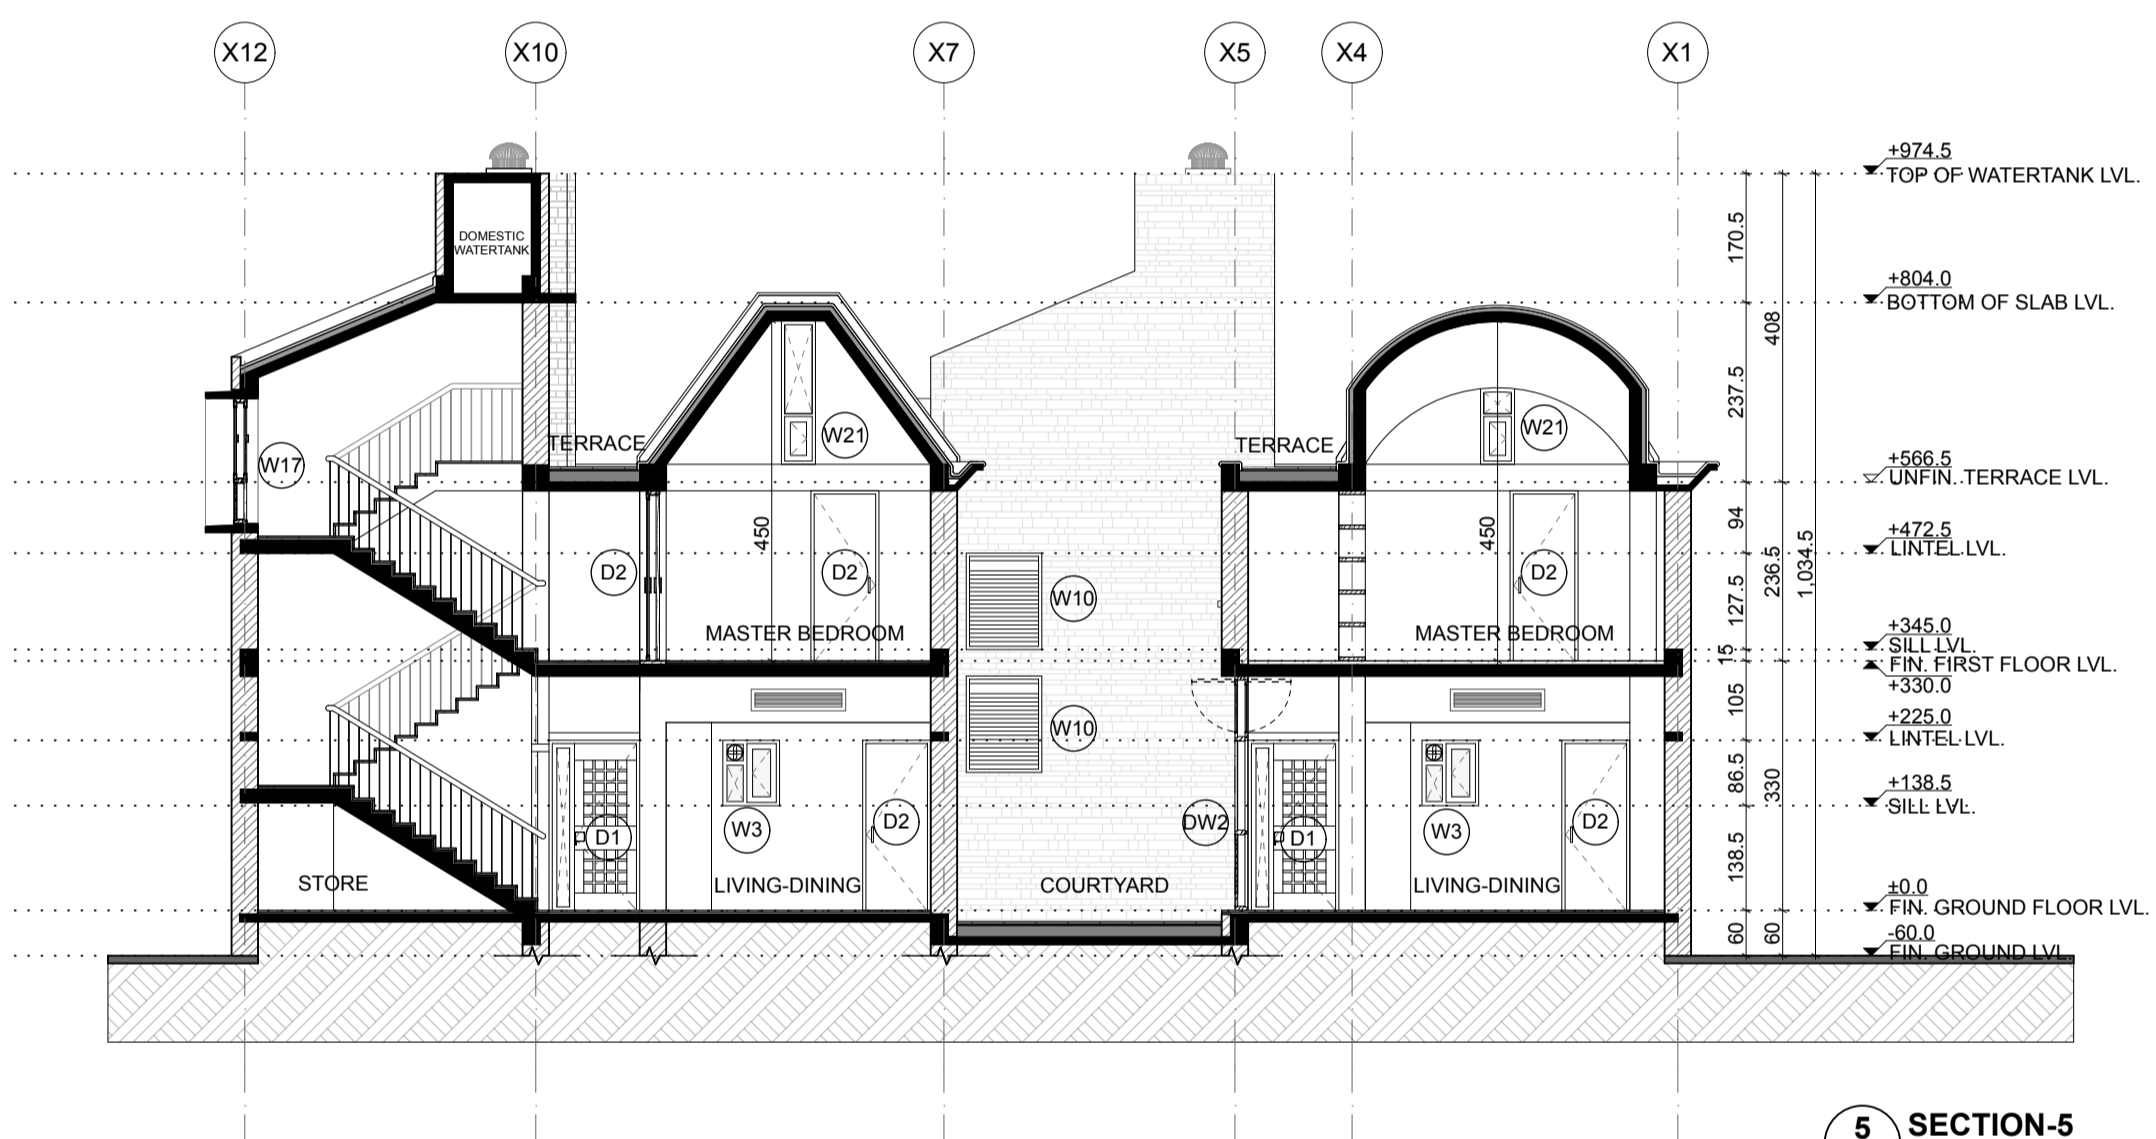 X12
X10
X7
X5
X4
X1
+974.5
TOP OF WATERTANK LVL.
170.5
DOMESTIC
WATERTANK
+804.0
BOTTOM OF SLAB LVL.
408
237.5
W17
TERRACE
W21
TERRACE
W21
+566.5
UNFIN. TERRACE LVL.
94
450
450
+472.5
LINTEL LVL.
236.5
1,034.5
D2
D2
W10
D2
127.5
MASTER BEDROOM
MASTER BEDROOM
+345.0
SILL LVL.
15
FIN. FIRST FLOOR LVL.
+330.0
105
W10
+225.0
LINTEL LVL.
86.5
330
+138.5
SILL LVL.
D1
W3
D2
DW2
D1
W3
D2
138.5
STORE
LIVING-DINING
COURTYARD
LIVING-DINING
±0.0
FIN. GROUND FLOOR LVL.
60
60
-60.0
FIN. GROUND LVL.
5
SECTION-5